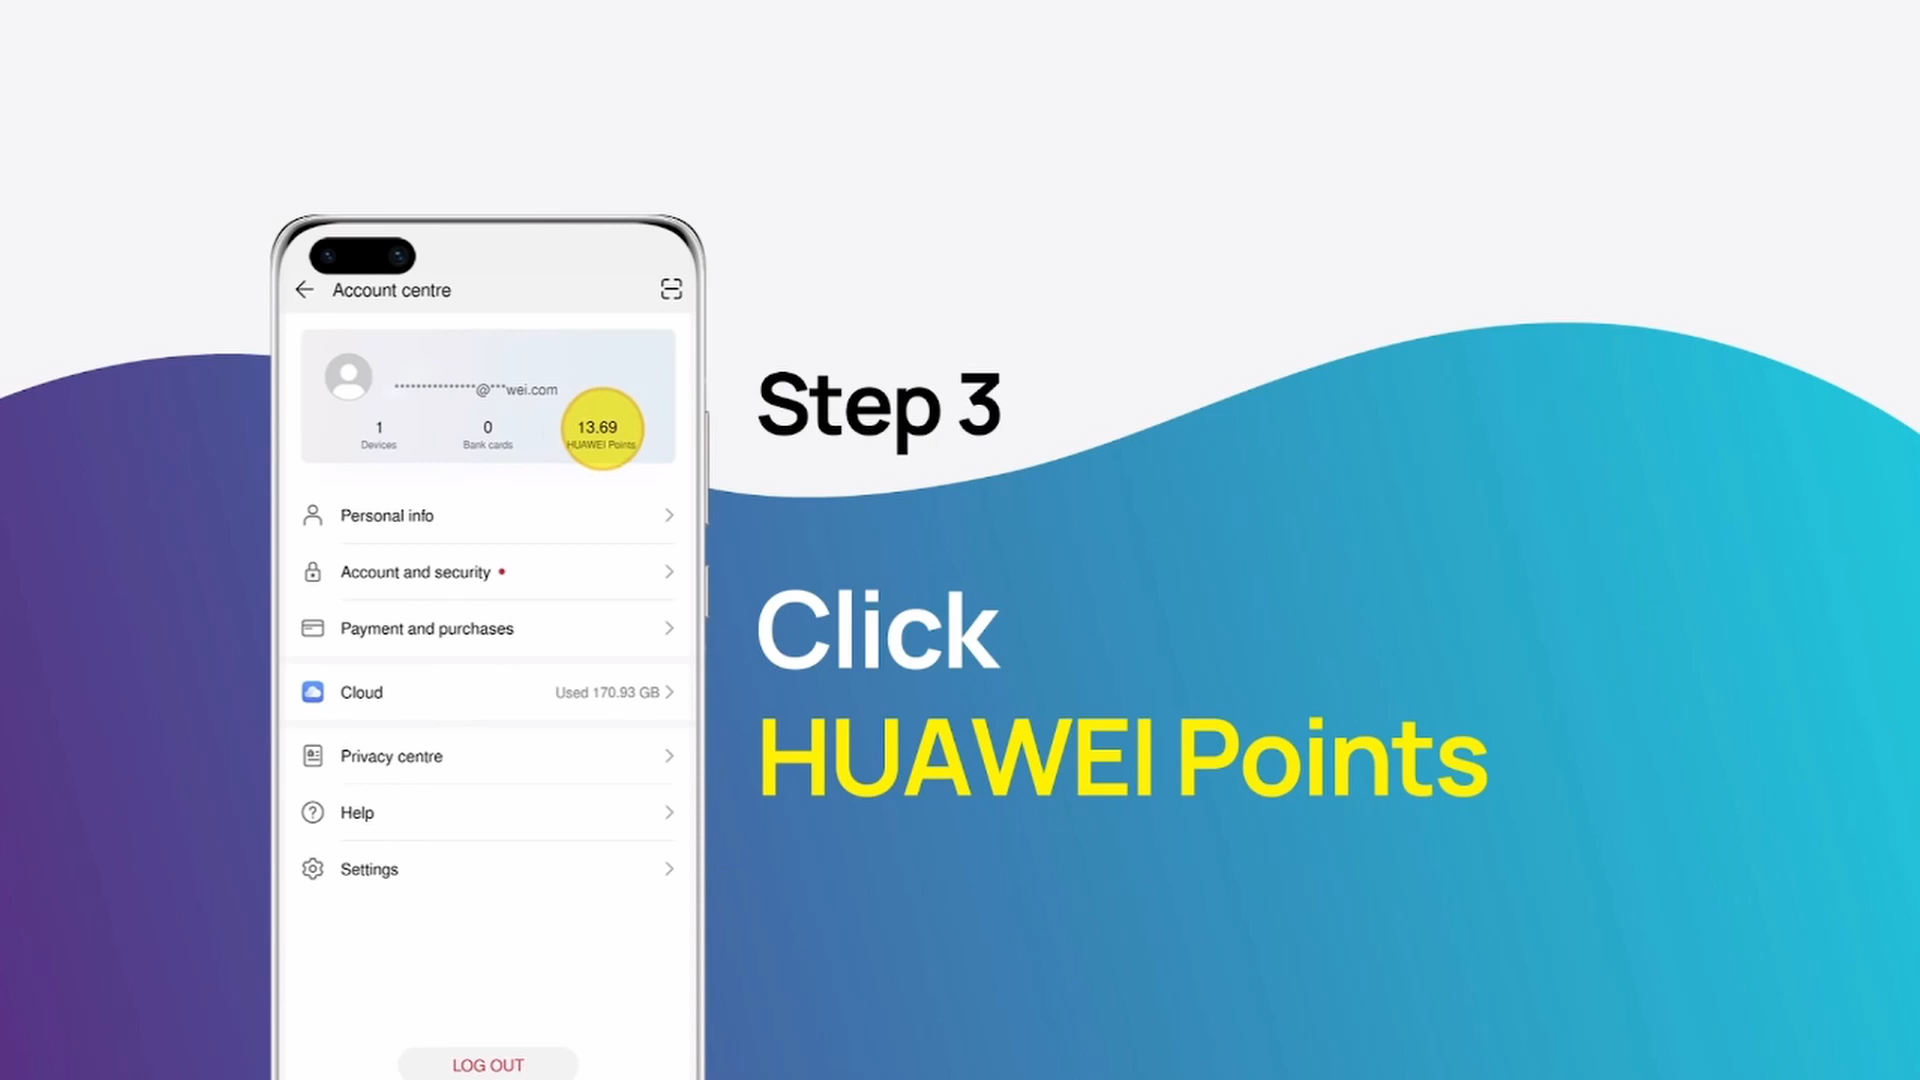 Account centre
**************@***wei.com
1
Devices
0
Bank cards
13.69
HUAWEI Points
Personal info
Account and security
Payment and purchases
Cloud
Used 170.93 GB
Privacy centre
Help
Settings
LOG OUT
Step 3
Click
HUAWEI Points